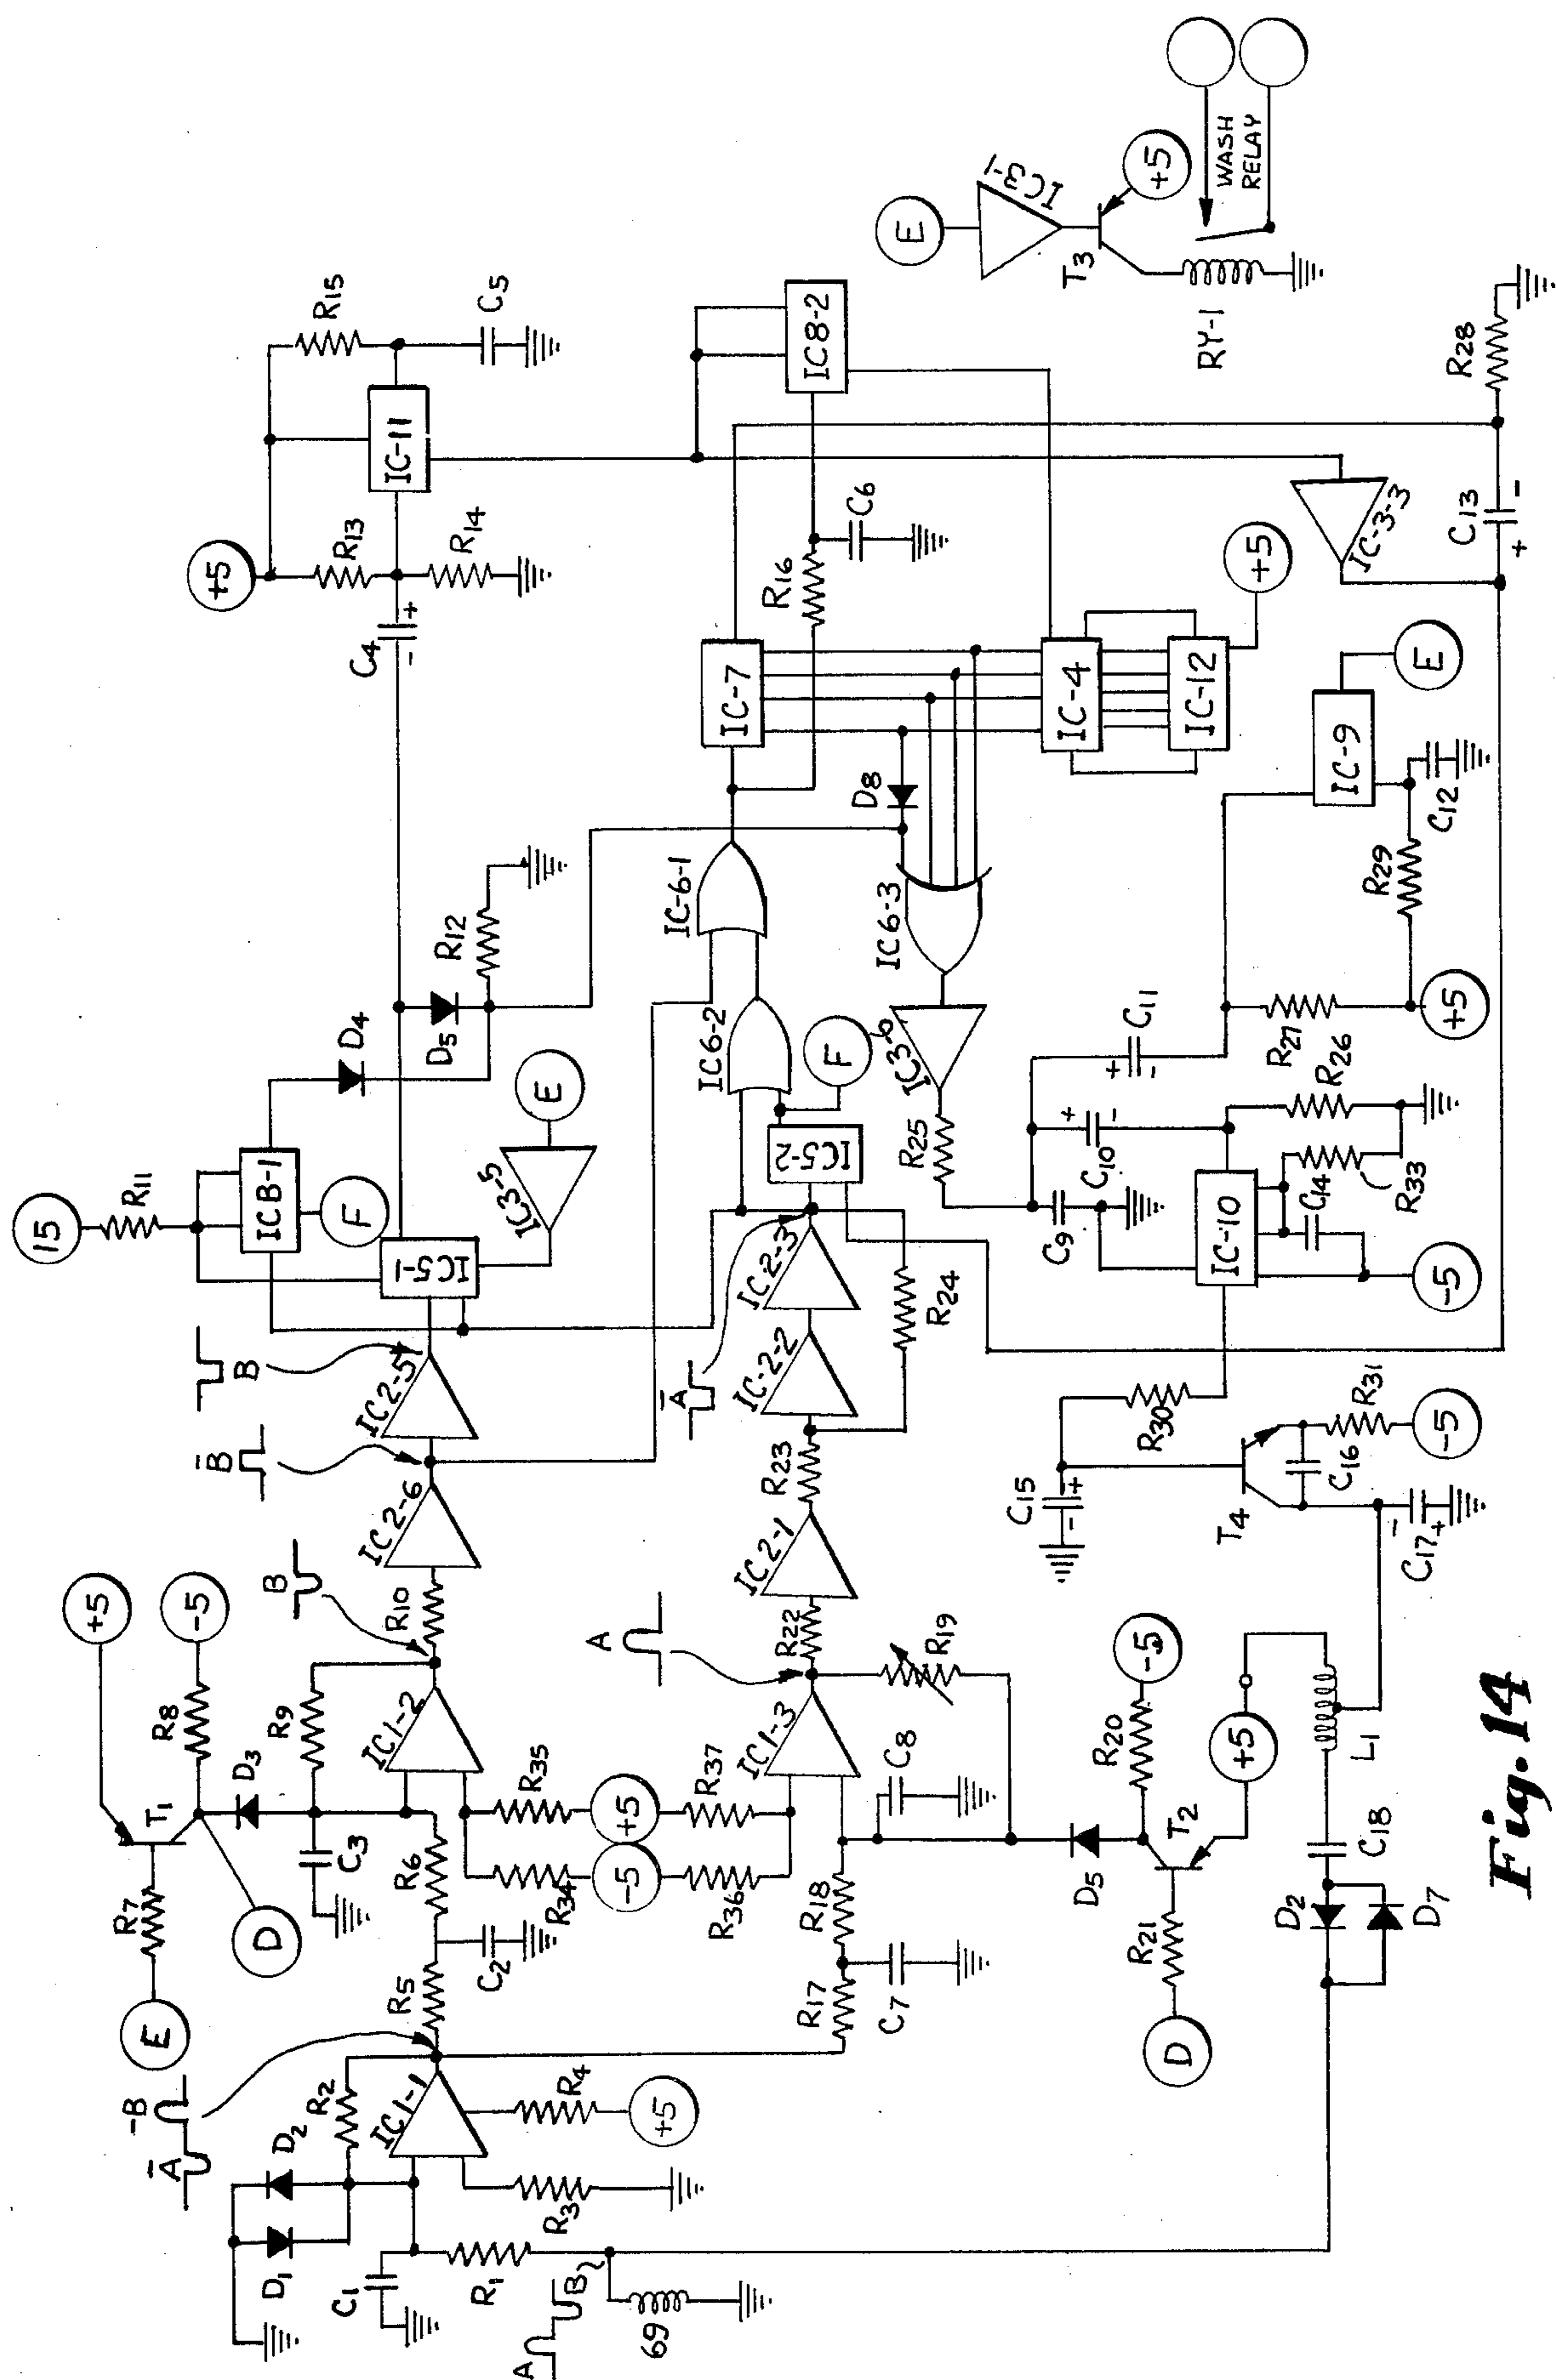 +5
R15
C5
R13
IC-11
R14
C4
+
-
15
R11
ICB-1
F
D4
D5
R12
IC5-1
IC3-5
E
IC8-2
R16
C6
IC-7
IC-6-1
IC6-2
F
IC5-2
D8
IC6-3
IC3-6
R25
IC-4
IC-12
+5
E
IC3-1
T3
+5
WASH
RELAY
RY-1
R28
C13
+
-
IC-3-3
E
IC-9
C12
R29
+5
R27
R26
R33
C11
+
-
C10
+
-
C9
C14
IC-10
-5
R30
C15
-
+
T4
C16
R31
-5
C17
-
+
B
IC2-5
B
IC2-6
B
R10
A
IC2-3
IC-2-2
R24
R23
IC2-1
A
R22
R19
+5
-5
R8
R9
D3
T1
R7
E
D
C3
IC1-2
R6
R35
R34
+5
-5
R37
R36
IC1-3
C8
R18
R17
C7
R5
C2
-5
R20
T2
+5
D5
R21
D
L1
C18
D2
D7
-B
A
D2
D1
R2
IC1-1
R4
+5
R3
C1
R1
A
B
69
Fig. 14